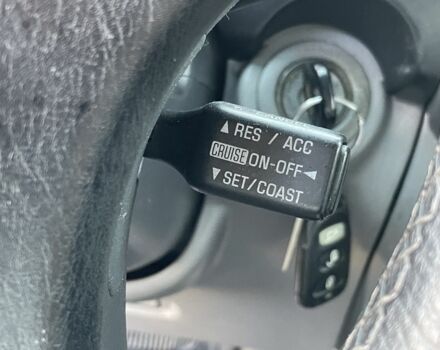 ▲ RES / ACC
CRUISE ON-OFF ◄
▼ SET/COAST